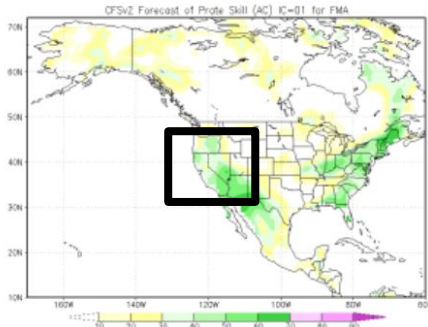 CFSv2 Forecast of Prate Skill (AC) IC=01 for FMA
70N
60N
50N
40N
30N
20N
10N
160W 140W 120W 100W 80W 60
10 20 30 40 50 60 70 80 90